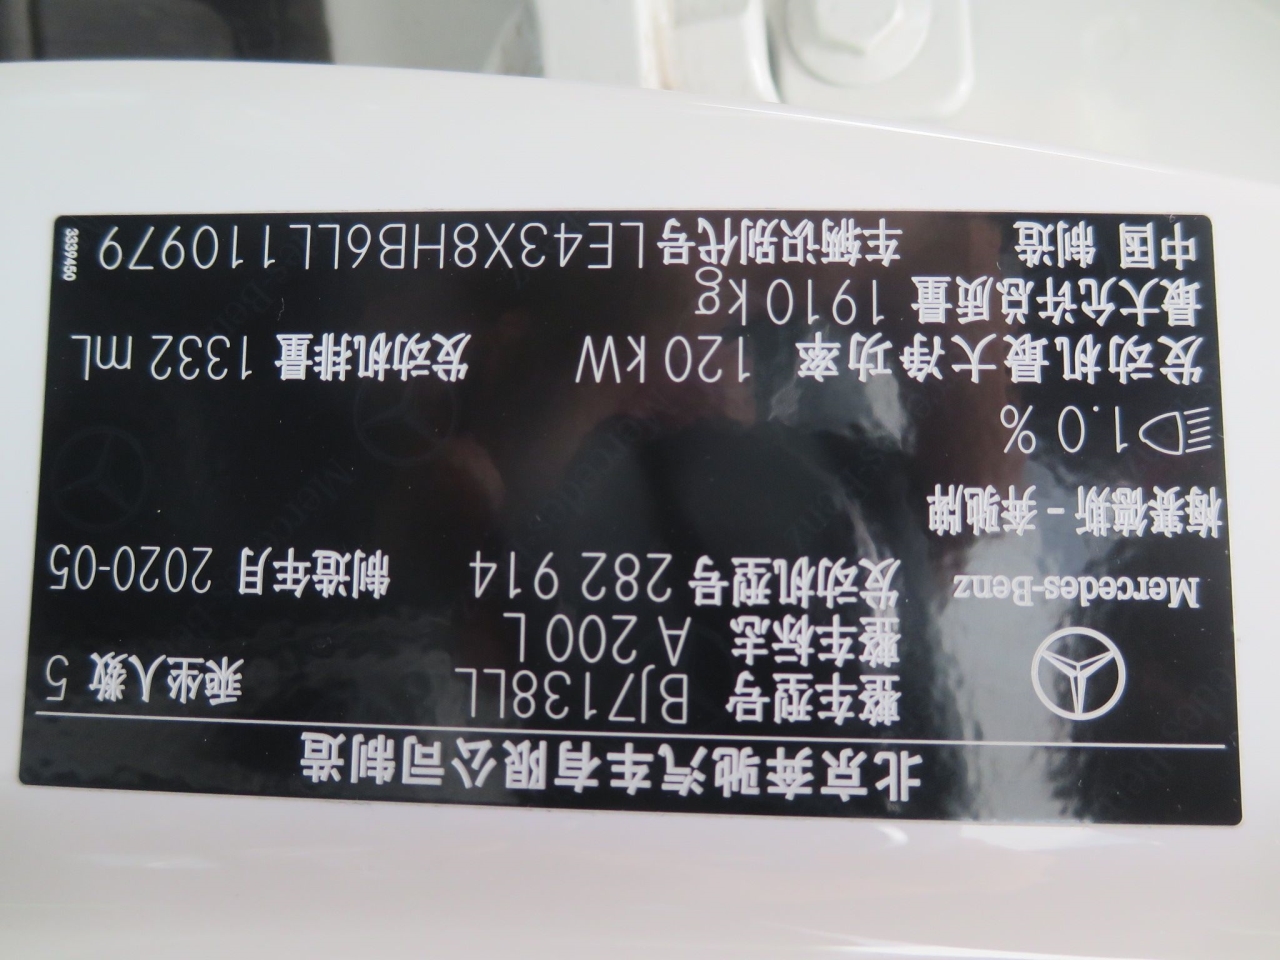 北京奔驰汽车有限公司制造
整车型号 BJ7138LL 乘坐人数 5
整车标志 A 200 L
Mercedes-Benz 发动机型号 282 914 制造年月 2020-05
梅赛德斯-奔驰牌
1.0 %
发动机最大净功率 120 kW 发动机排量 1332 mL
最大允许总质量 1910 kg
中国 制造 车辆识别代号 LE43X8HB6LL110979
3339450